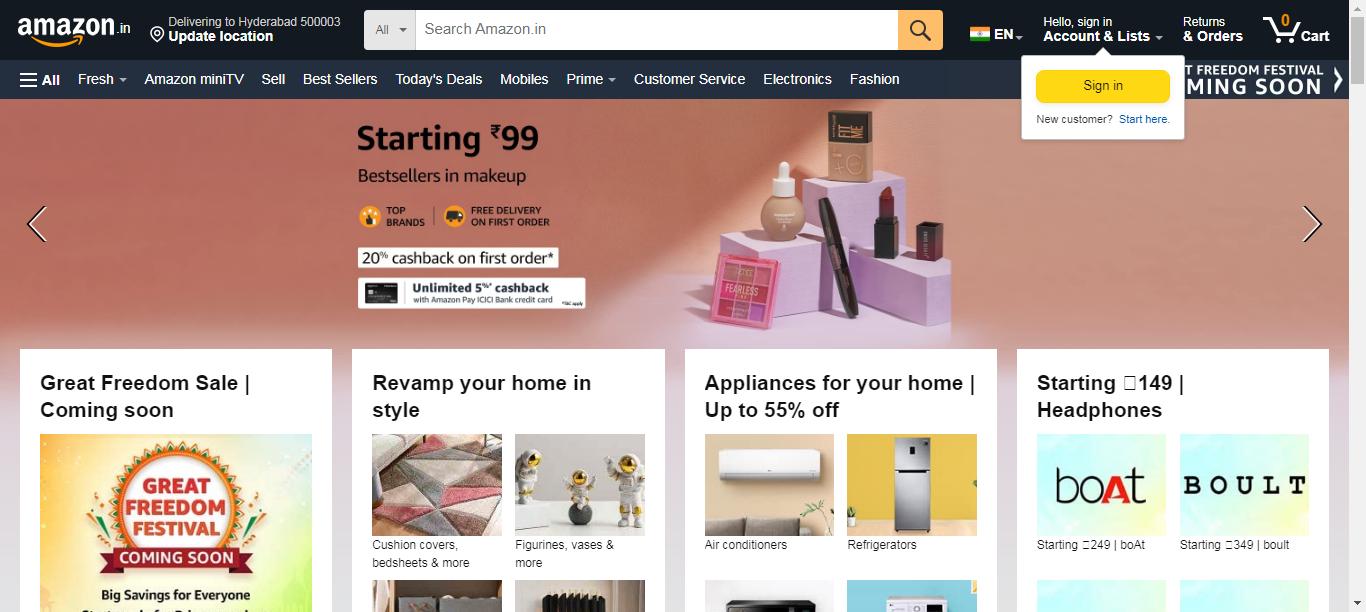 amazon.in
Delivering to Hyderabad 500003
Update location
All
Search Amazon.in
EN
Hello, sign in
Account & Lists
Returns
& Orders
0
Cart
All
Fresh
Amazon miniTV
Sell
Best Sellers
Today's Deals
Mobiles
Prime
Customer Service
Electronics
Fashion
T FREEDOM FESTIVAL
MING SOON
Sign in
New customer? Start here.
Starting ₹99
Bestsellers in makeup
TOP
BRANDS
FREE DELIVERY
ON FIRST ORDER
20% cashback on first order*
Unlimited 5%* cashback
with Amazon Pay ICICI Bank credit card
*T&C apply
FIT
ME
FEARLESS
Great Freedom Sale |
Coming soon
GREAT
FREEDOM
FESTIVAL
COMING SOON
Big Savings for Everyone
Revamp your home in
style
Cushion covers,
bedsheets & more
Figurines, vases &
more
Appliances for your home |
Up to 55% off
Air conditioners
Refrigerators
Starting 149 |
Headphones
boAt
BOULT
Starting 249 | boAt
Starting 349 | boult